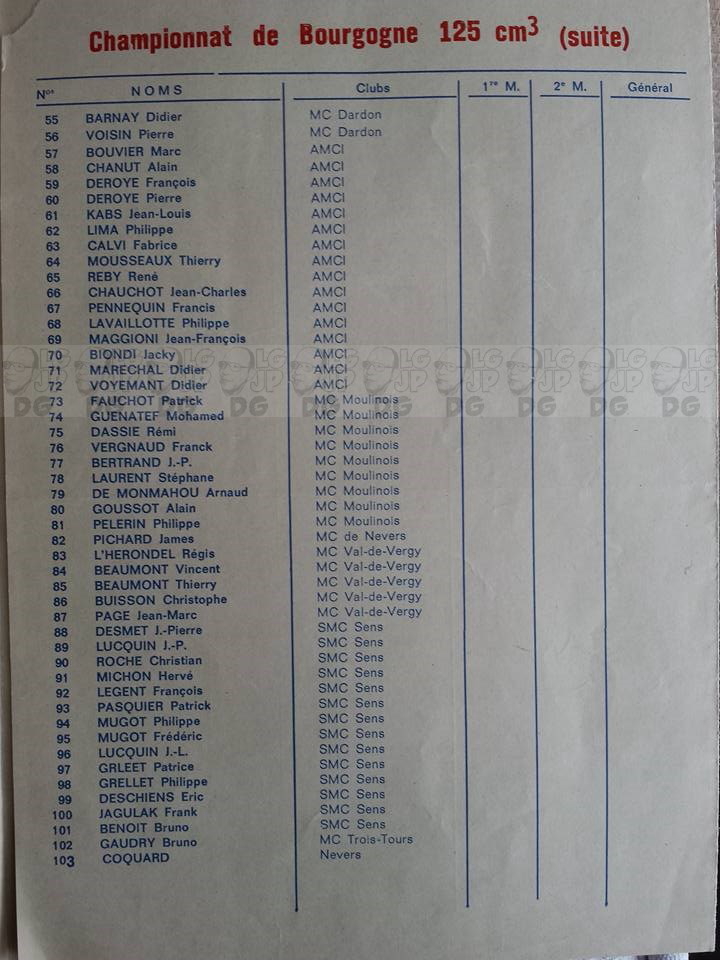 Championnat de Bourgogne 125 cm3 (suite)
Nos NOMS Clubs 1re M. 2e M. Général
55 BARNAY Didier MC Dardon
56 VOISIN Pierre MC Dardon
57 BOUVIER Marc AMCI
58 CHANUT Alain AMCI
59 DEROYE François AMCI
60 DEROYE Pierre AMCI
61 KABS Jean-Louis AMCI
62 LIMA Philippe AMCI
63 CALVI Fabrice AMCI
64 MOUSSEAUX Thierry AMCI
65 REBY René AMCI
66 CHAUCHOT Jean-Charles AMCI
67 PENNEQUIN Francis AMCI
68 LAVAILLOTTE Philippe AMCI
69 MAGGIONI Jean-François AMCI
70 BIONDI Jacky AMCI
71 MARECHAL Didier AMCI
72 VOYEMANT Didier AMCI
73 FAUCHOT Patrick MC Moulinois
74 GUENATEF Mohamed MC Moulinois
75 DASSIE Rémi MC Moulinois
76 VERGNAUD Franck MC Moulinois
77 BERTRAND J.-P. MC Moulinois
78 LAURENT Stéphane MC Moulinois
79 DE MONMAHOU Arnaud MC Moulinois
80 GOUSSOT Alain MC Moulinois
81 PELERIN Philippe MC Moulinois
82 PICHARD James MC de Nevers
83 L'HERONDEL Régis MC Val-de-Vergy
84 BEAUMONT Vincent MC Val-de-Vergy
85 BEAUMONT Thierry MC Val-de-Vergy
86 BUISSON Christophe MC Val-de-Vergy
87 PAGE Jean-Marc MC Val-de-Vergy
88 DESMET J.-Pierre SMC Sens
89 LUCQUIN J.-P. SMC Sens
90 ROCHE Christian SMC Sens
91 MICHON Hervé SMC Sens
92 LEGENT François SMC Sens
93 PASQUIER Patrick SMC Sens
94 MUGOT Philippe SMC Sens
95 MUGOT Frédéric SMC Sens
96 LUCQUIN J.-L. SMC Sens
97 GRLEET Patrice SMC Sens
98 GRELLET Philippe SMC Sens
99 DESCHIENS Eric SMC Sens
100 JAGULAK Frank SMC Sens
101 BENOIT Bruno SMC Sens
102 GAUDRY Bruno MC Trois-Tours
103 COQUARD Nevers